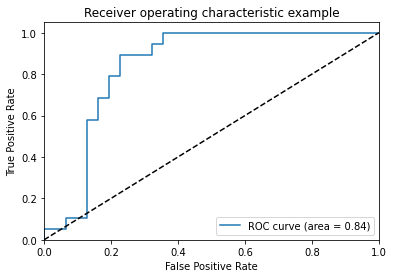 Receiver operating characteristic example
True Positive Rate
1.0
0.8
0.6
0.4
0.2
0.0
ROC curve (area = 0.84)
0.0 0.2 0.4 0.6 0.8 1.0
False Positive Rate